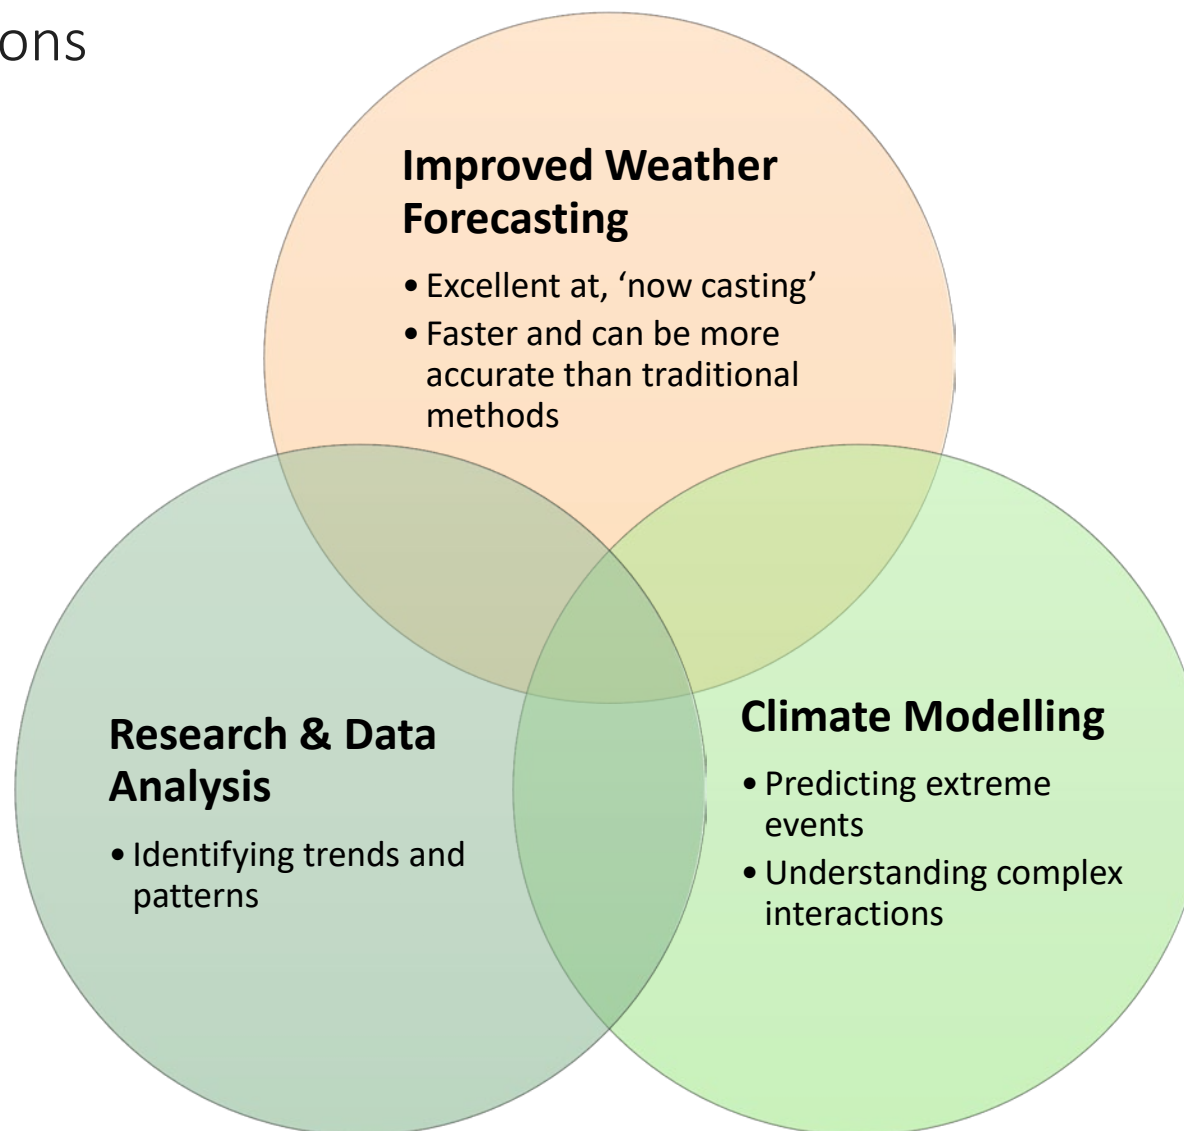 ons
Improved Weather
Forecasting
• Excellent at, ‘now casting’
• Faster and can be more
accurate than traditional
methods
Research & Data
Analysis
• Identifying trends and
patterns
Climate Modelling
• Predicting extreme
events
• Understanding complex
interactions